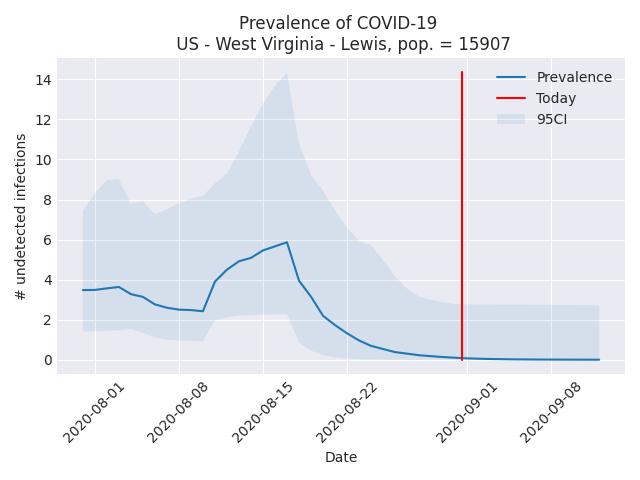 Prevalence of COVID-19
US - West Virginia - Lewis, pop. = 15907
14
12
10
8
6
4
2
0
# undetected infections
Prevalence
Today
95CI
2020-08-01
2020-08-08
2020-08-15
2020-08-22
2020-09-01
2020-09-08
Date